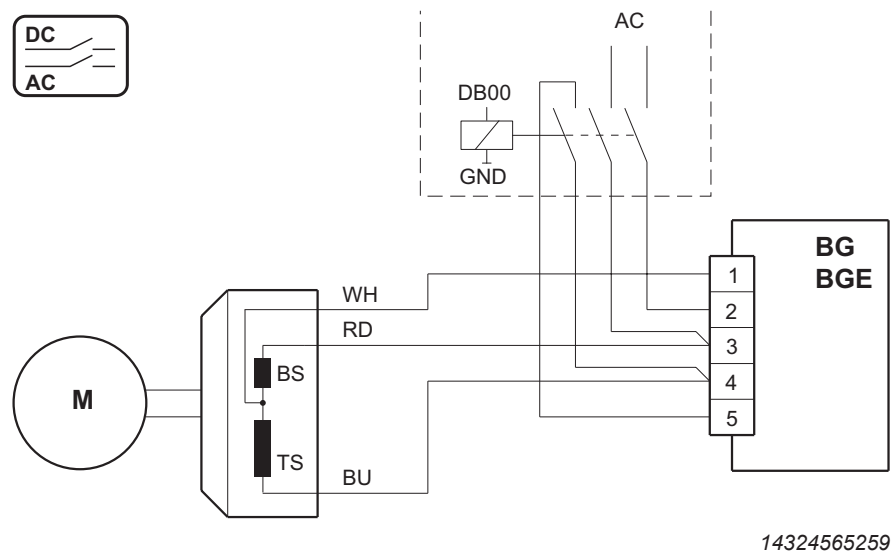 DC
AC
AC
DB00
GND
BG
BGE
WH
RD
BS
TS
BU
M
1
2
3
4
5
14324565259